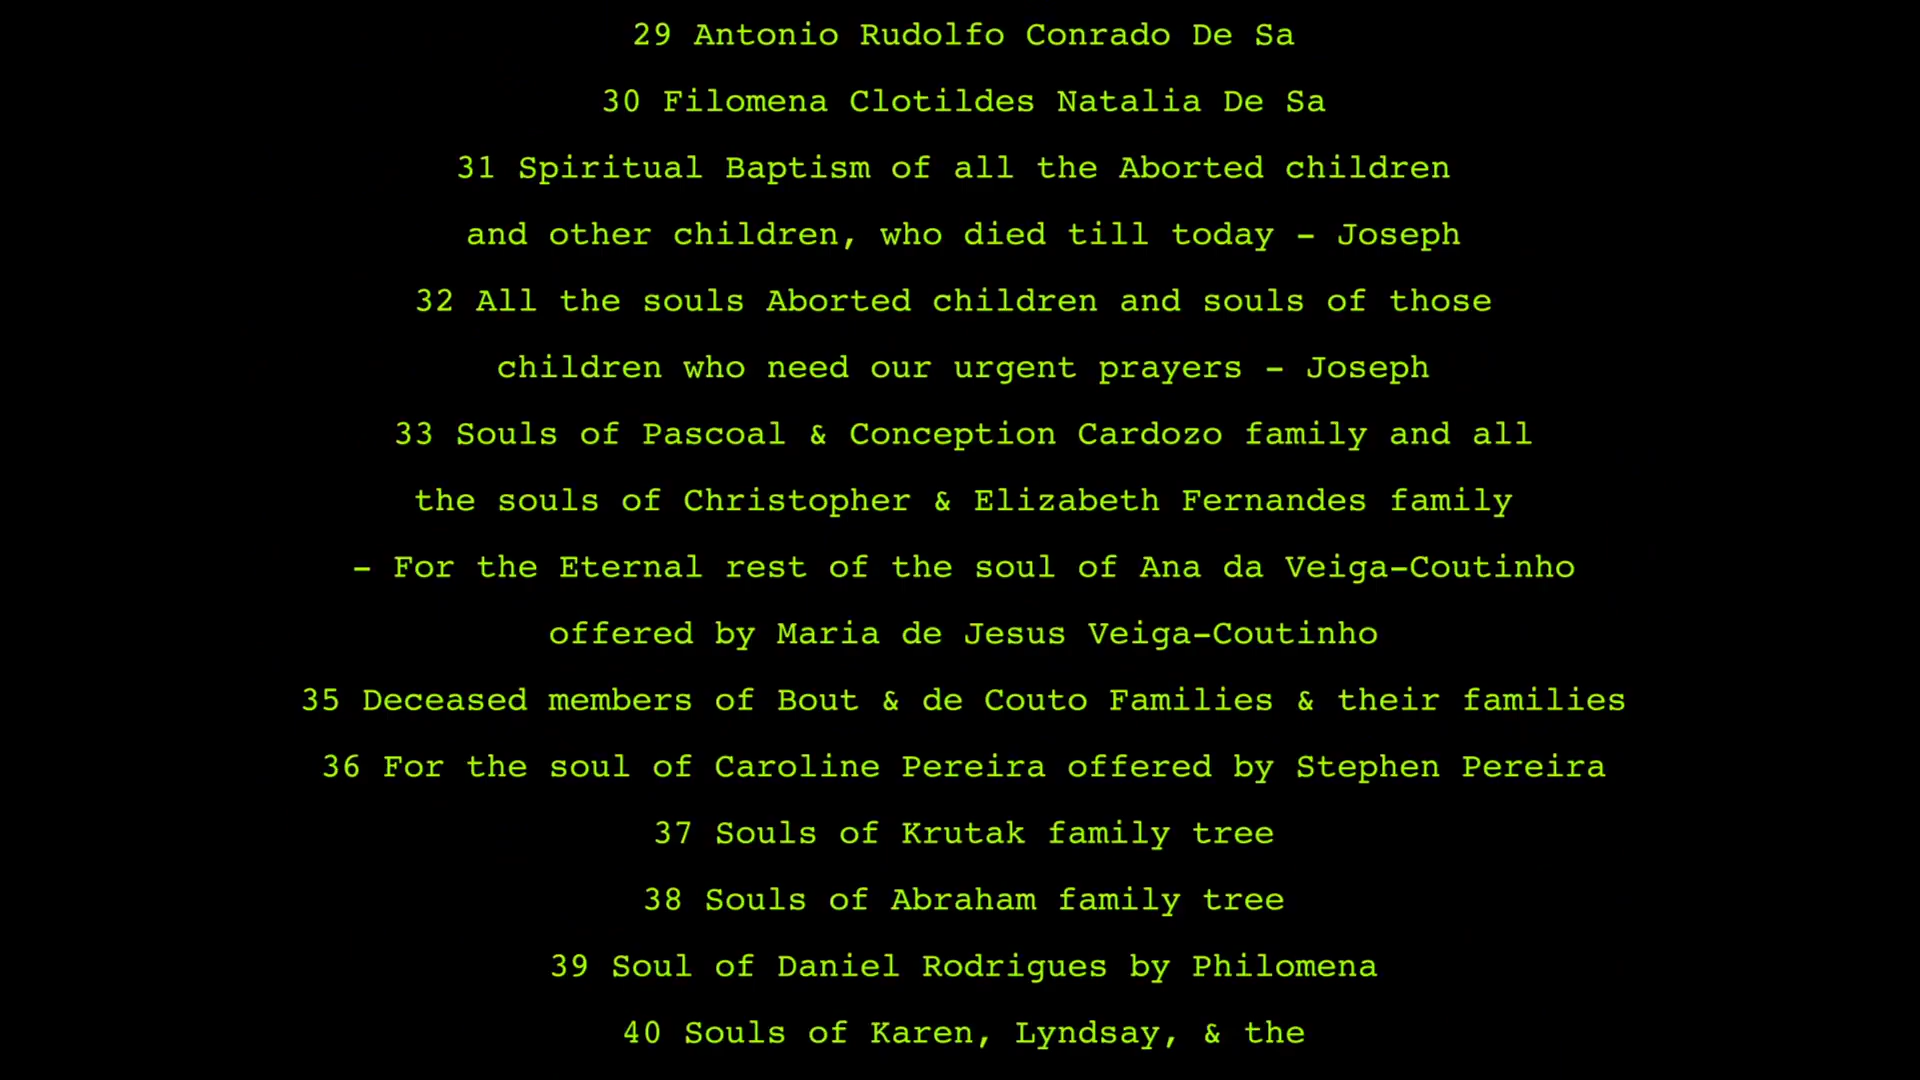 29 Antonio Rudolfo Conrado De Sa
30 Filomena Clotildes Natalia De Sa
31 Spiritual Baptism of all the Aborted children
and other children, who died till today - Joseph
32 All the souls Aborted children and souls of those
children who need our urgent prayers - Joseph
33 Souls of Pascoal & Conception Cardozo family and all
the souls of Christopher & Elizabeth Fernandes family
- For the Eternal rest of the soul of Ana da Veiga-Coutinho
offered by Maria de Jesus Veiga-Coutinho
35 Deceased members of Bout & de Couto Families & their families
36 For the soul of Caroline Pereira offered by Stephen Pereira
37 Souls of Krutak family tree
38 Souls of Abraham family tree
39 Soul of Daniel Rodrigues by Philomena
40 Souls of Karen, Lyndsay, & the